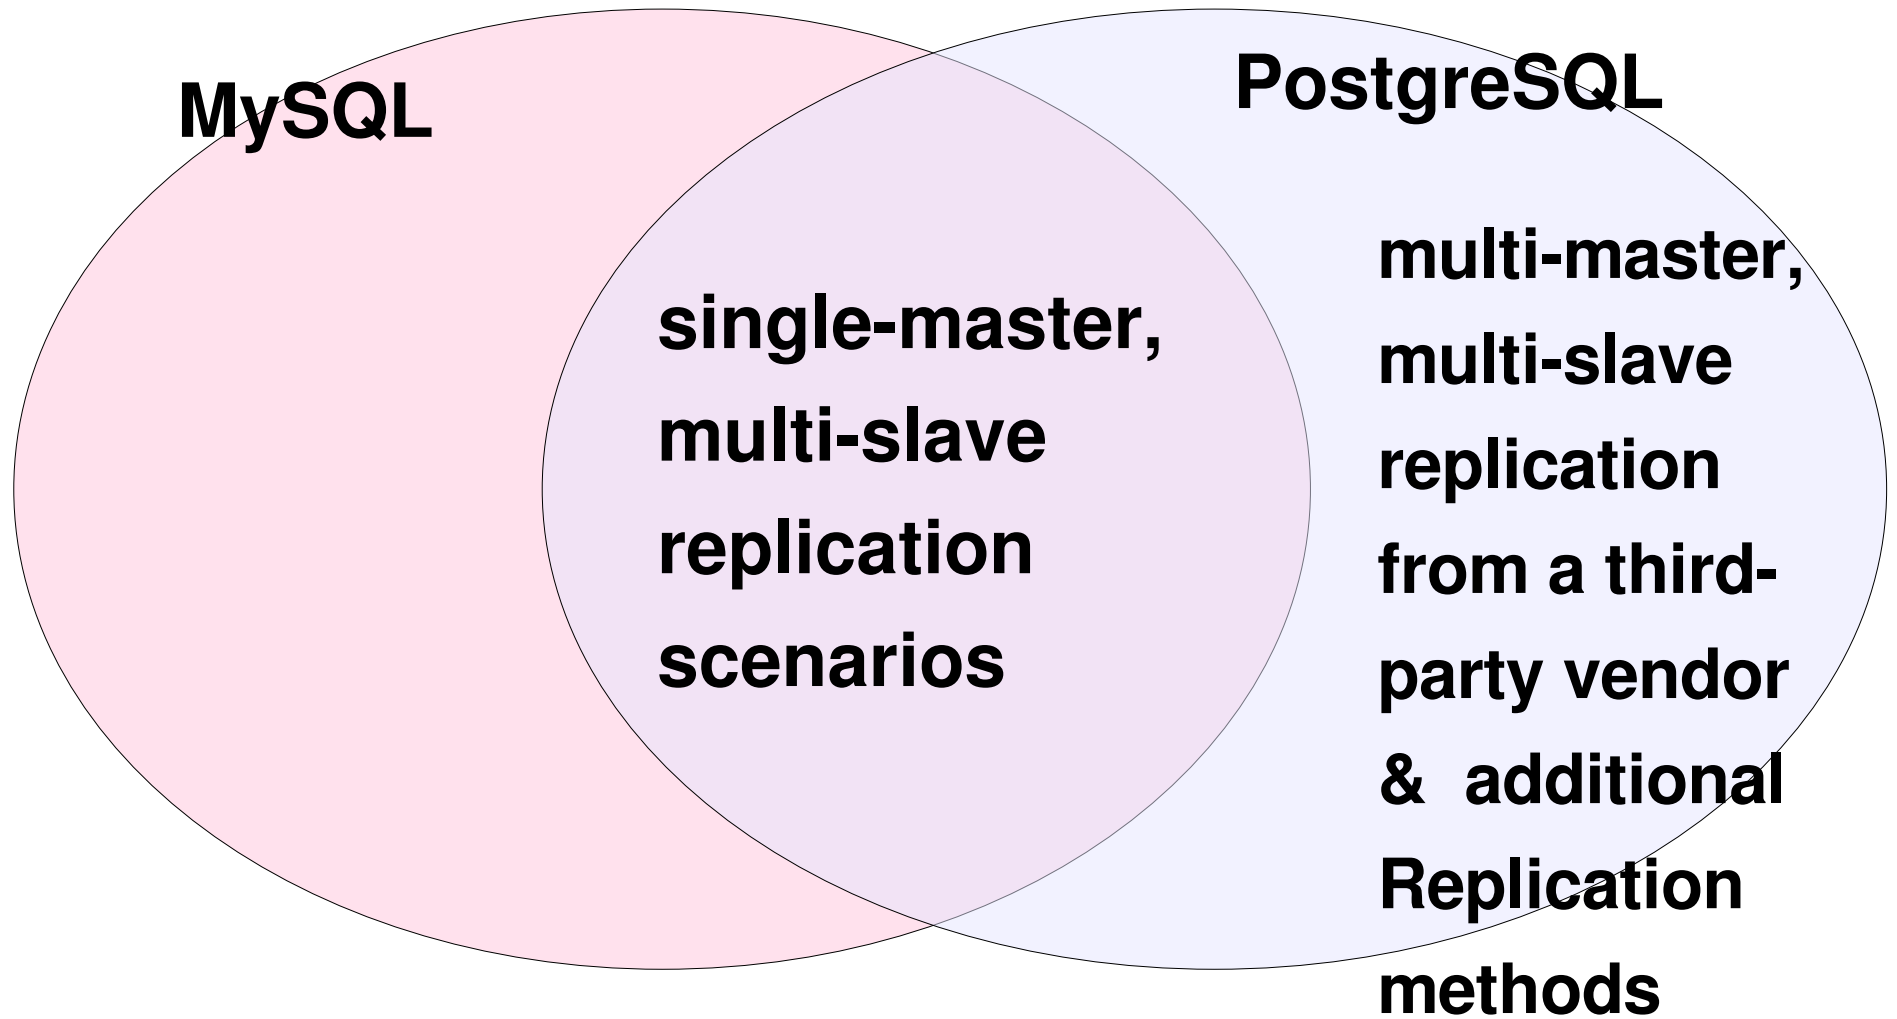 MySQL
PostgreSQL
single-master,
multi-slave
replication
scenarios
multi-master,
multi-slave
replication
from a third-
party vendor
& additional
Replication
methods